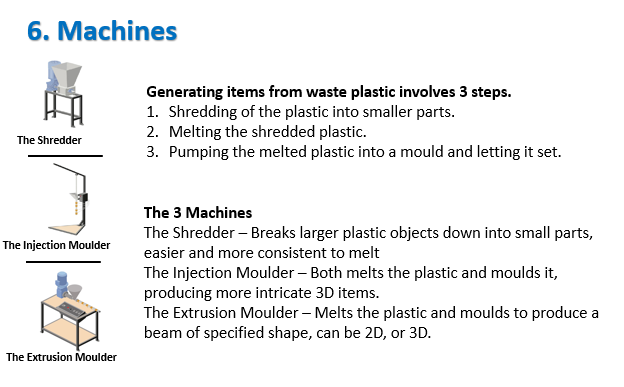 6. Machines
The Shredder
The Injection Moulder
The Extrusion Moulder
Generating items from waste plastic involves 3 steps.
1. Shredding of the plastic into smaller parts.
2. Melting the shredded plastic.
3. Pumping the melted plastic into a mould and letting it set.
The 3 Machines
The Shredder – Breaks larger plastic objects down into small parts,
easier and more consistent to melt
The Injection Moulder – Both melts the plastic and moulds it,
producing more intricate 3D items.
The Extrusion Moulder – Melts the plastic and moulds to produce a
beam of specified shape, can be 2D, or 3D.